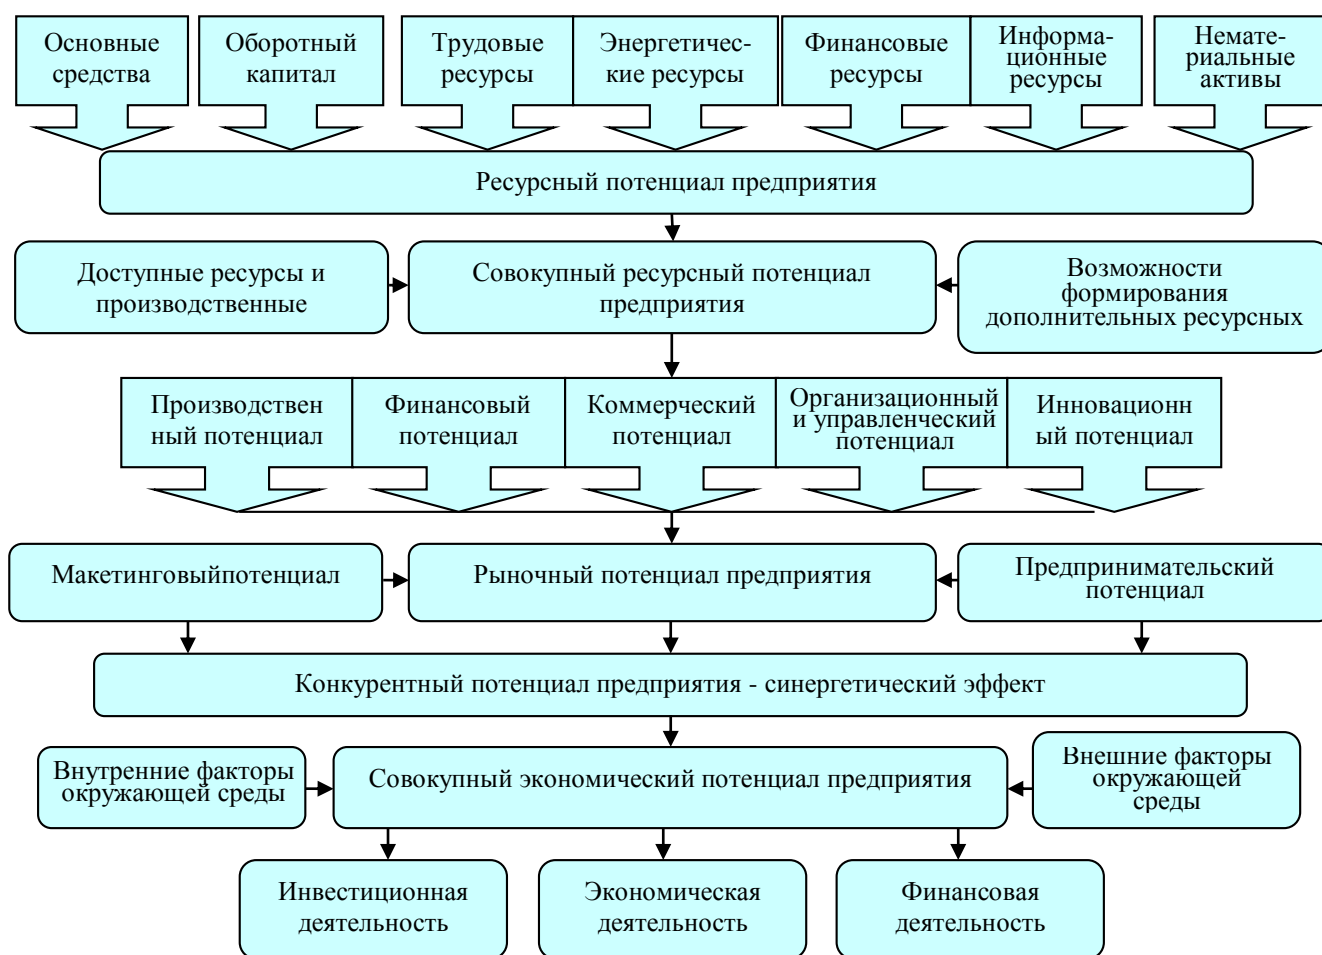 Основные
средства
Оборотный
капитал
Трудовые
ресурсы
Энергетичес-
кие ресурсы
Финансовые
ресурсы
Информа-
ционные
ресурсы
Немате-
риальные
активы
Ресурсный потенциал предприятия
Доступные ресурсы и
производственные
Совокупный ресурсный потенциал
предприятия
Возможности
формирования
дополнительных ресурсных
Производствен
ный потенциал
Финансовый
потенциал
Коммерческий
потенциал
Организационный
и управленческий
потенциал
Инновационн
ый потенциал
Макетинговыйпотенциал
Рыночный потенциал предприятия
Предпринимательский
потенциал
Конкурентный потенциал предприятия - синергетический эффект
Внутренние факторы
окружающей среды
Совокупный экономический потенциал предприятия
Внешние факторы
окружающей
среды
Инвестиционная
деятельность
Экономическая
деятельность
Финансовая
деятельность